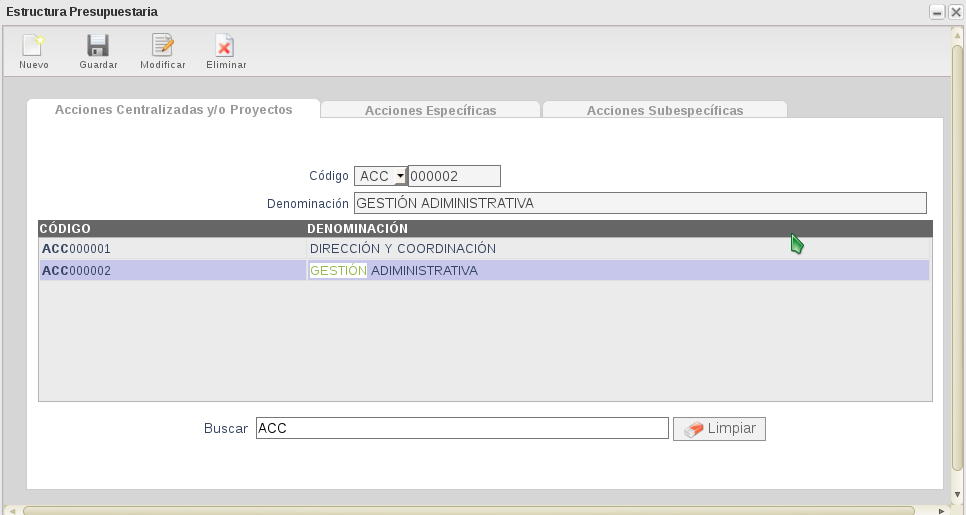 Estructura Presupuestaria
Nuevo Guardar Modificar Eliminar
Acciones Centralizadas y/o Proyectos Acciones Específicas Acciones Subespecíficas
Código ACC 000002
Denominación GESTIÓN ADIMINISTRATIVA
CÓDIGO DENOMINACIÓN
ACC000001 DIRECCIÓN Y COORDINACIÓN
ACC000002 GESTIÓN ADIMINISTRATIVA
Buscar ACC Limpiar